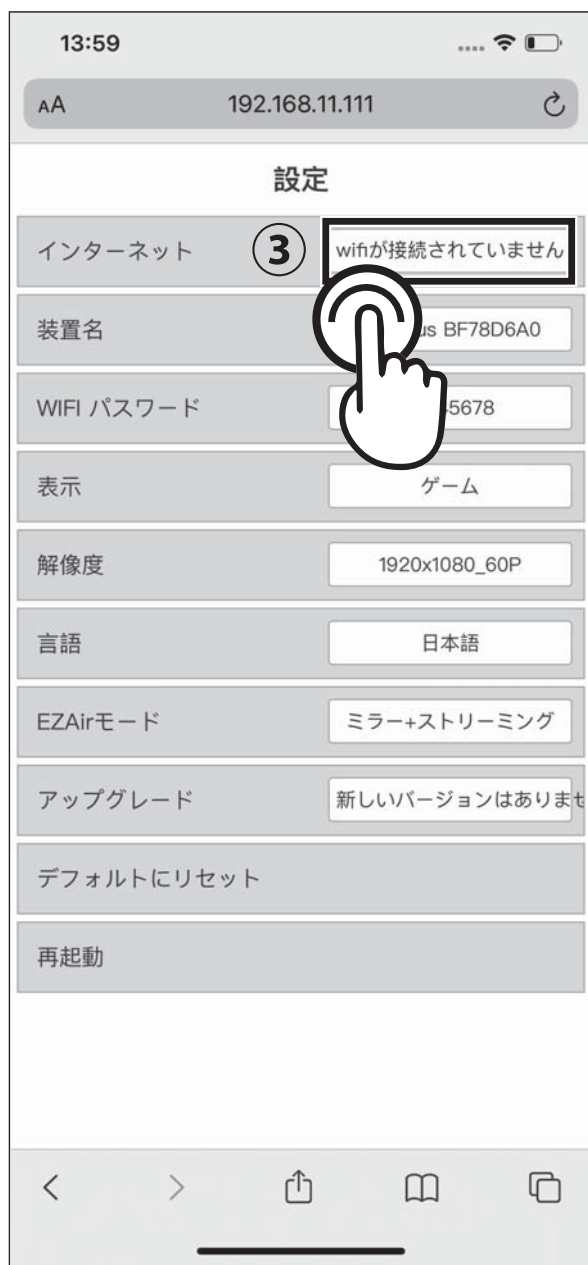 13:59
AA 192.168.11.111
設定
インターネット ③ wifiが接続されていません
装置名 BF78D6A0
WIFI パスワード 5678
表示 ゲーム
解像度 1920x1080_60P
言語 日本語
EZAirモード ミラー+ストリーミング
アップグレード 新しいバージョンはありませ
デフォルトにリセット
再起動